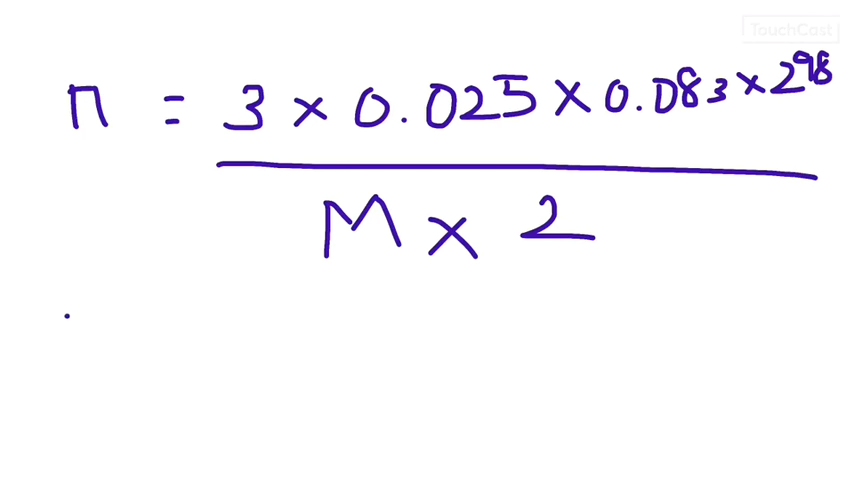 TouchCast
π = 3 × 0.025 × 0.083 × 298
M × 2